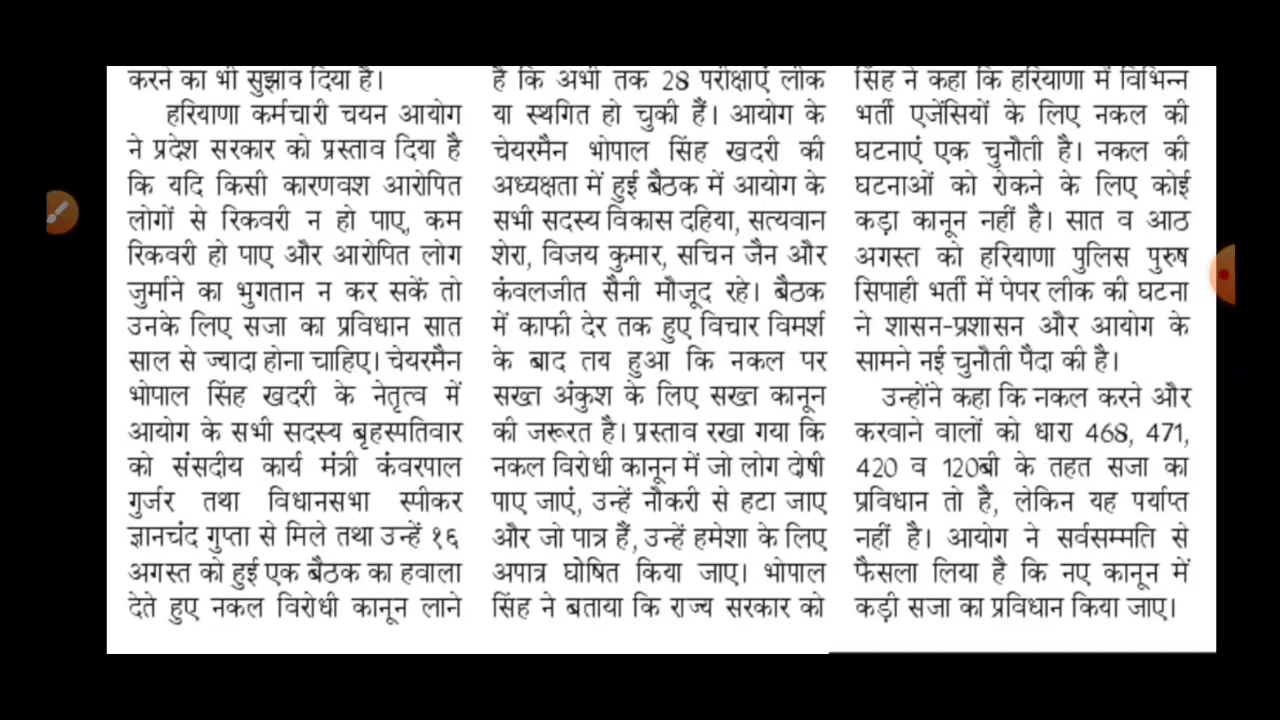 करने का भी सुझाव दिया है।
हरियाणा कर्मचारी चयन आयोग
ने प्रदेश सरकार को प्रस्ताव दिया है
कि यदि किसी कारणवश आरोपित
लोगों से रिकवरी न हो पाए, कम
रिकवरी हो पाए और आरोपित लोग
जुर्माने का भुगतान न कर सकें तो
उनके लिए सजा का प्रविधान सात
साल से ज्यादा होना चाहिए। चेयरमैन
भोपाल सिंह खदरी के नेतृत्व में
आयोग के सभी सदस्य बृहस्पतिवार
को संसदीय कार्य मंत्री कंवरपाल
गुर्जर तथा विधानसभा स्पीकर
ज्ञानचंद गुप्ता से मिले तथा उन्हें १६
अगस्त को हुई एक बैठक का हवाला
देते हुए नकल विरोधी कानून लाने
है कि अभी तक 28 परीक्षाएं लीक
या स्थगित हो चुकी हैं। आयोग के
चेयरमैन भोपाल सिंह खदरी की
अध्यक्षता में हुई बैठक में आयोग के
सभी सदस्य विकास दहिया, सत्यवान
शेरा, विजय कुमार, सचिन जैन और
कंवलजीत सैनी मौजूद रहे। बैठक
में काफी देर तक हुए विचार विमर्श
के बाद तय हुआ कि नकल पर
सख्त अंकुश के लिए सख्त कानून
की जरूरत है। प्रस्ताव रखा गया कि
नकल विरोधी कानून में जो लोग दोषी
पाए जाएं, उन्हें नौकरी से हटा जाए
और जो पात्र हैं, उन्हें हमेशा के लिए
अपात्र घोषित किया जाए। भोपाल
सिंह ने बताया कि राज्य सरकार को
सिंह ने कहा कि हरियाणा में विभिन्न
भर्ती एजेंसियों के लिए नकल की
घटनाएं एक चुनौती है। नकल की
घटनाओं को रोकने के लिए कोई
कड़ा कानून नहीं है। सात व आठ
अगस्त को हरियाणा पुलिस पुरुष
सिपाही भर्ती में पेपर लीक की घटना
ने शासन-प्रशासन और आयोग के
सामने नई चुनौती पैदा की है।
उन्होंने कहा कि नकल करने और
करवाने वालों को धारा 468, 471,
420 व 120बी के तहत सजा का
प्रविधान तो है, लेकिन यह पर्याप्त
नहीं है। आयोग ने सर्वसम्मति से
फैसला लिया है कि नए कानून में
कड़ी सजा का प्रविधान किया जाए।